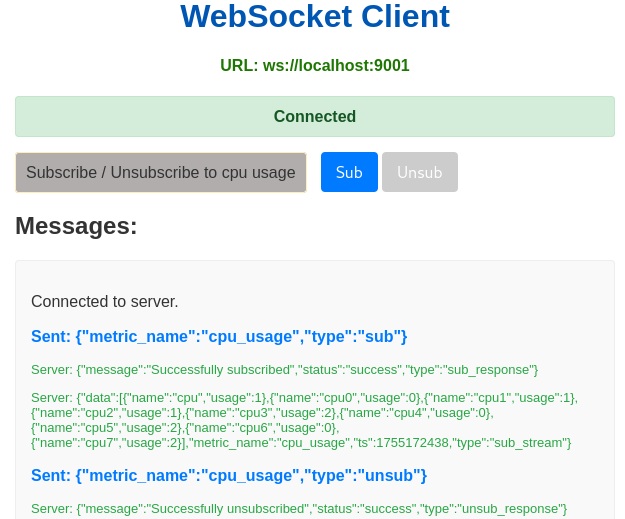 WebSocket Client
URL: ws://localhost:9001
Connected
Subscribe / Unsubscribe to cpu usage Sub Unsub
Messages:
Connected to server.
Sent: {"metric_name":"cpu_usage","type":"sub"}
Server: {"message":"Successfully subscribed","status":"success","type":"sub_response"}
Server: {"data":[{"name":"cpu","usage":1},{"name":"cpu0","usage":0},{"name":"cpu1","usage":1},
{"name":"cpu2","usage":1},{"name":"cpu3","usage":2},{"name":"cpu4","usage":0},
{"name":"cpu5","usage":2},{"name":"cpu6","usage":0},
{"name":"cpu7","usage":2}],"metric_name":"cpu_usage","ts":1755172438,"type":"sub_stream"}
Sent: {"metric_name":"cpu_usage","type":"unsub"}
Server: {"message":"Successfully unsubscribed","status":"success","type":"unsub_response"}